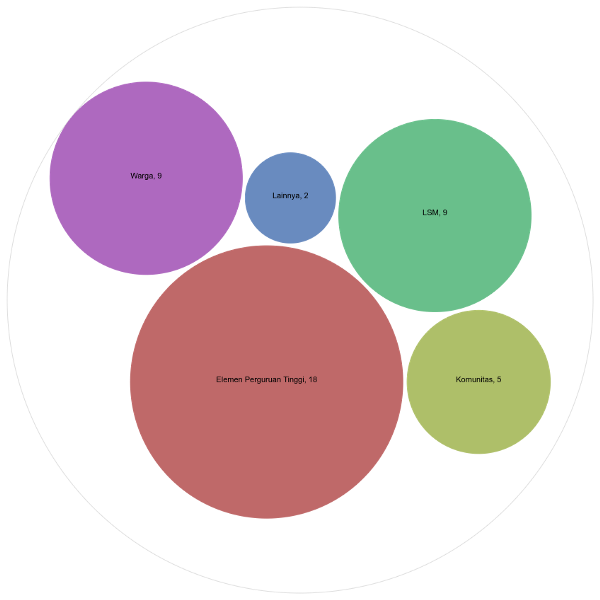 Warga, 9
Lainnya, 2
LSM, 9
Elemen Perguruan Tinggi, 18
Komunitas, 5